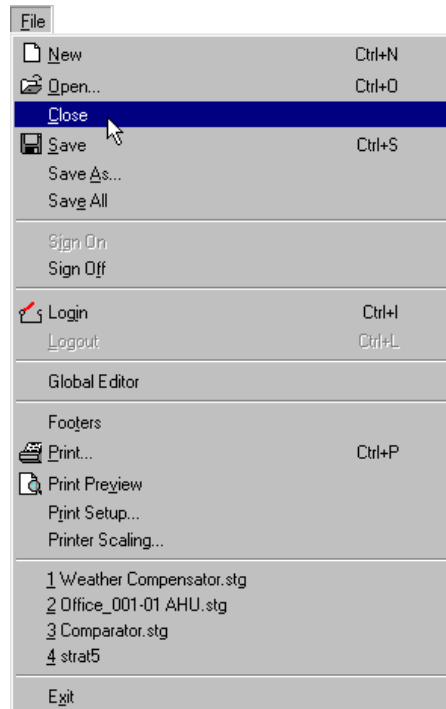 File
New Ctrl+N
Open... Ctrl+O
Close
Save Ctrl+S
Save As...
Save All
Sign On
Sign Off
Login Ctrl+I
Logout Ctrl+L
Global Editor
Footers
Print... Ctrl+P
Print Preview
Print Setup...
Printer Scaling...
1 Weather Compensator.stg
2 Office_001-01 AHU.stg
3 Comparator.stg
4 strat5
Exit